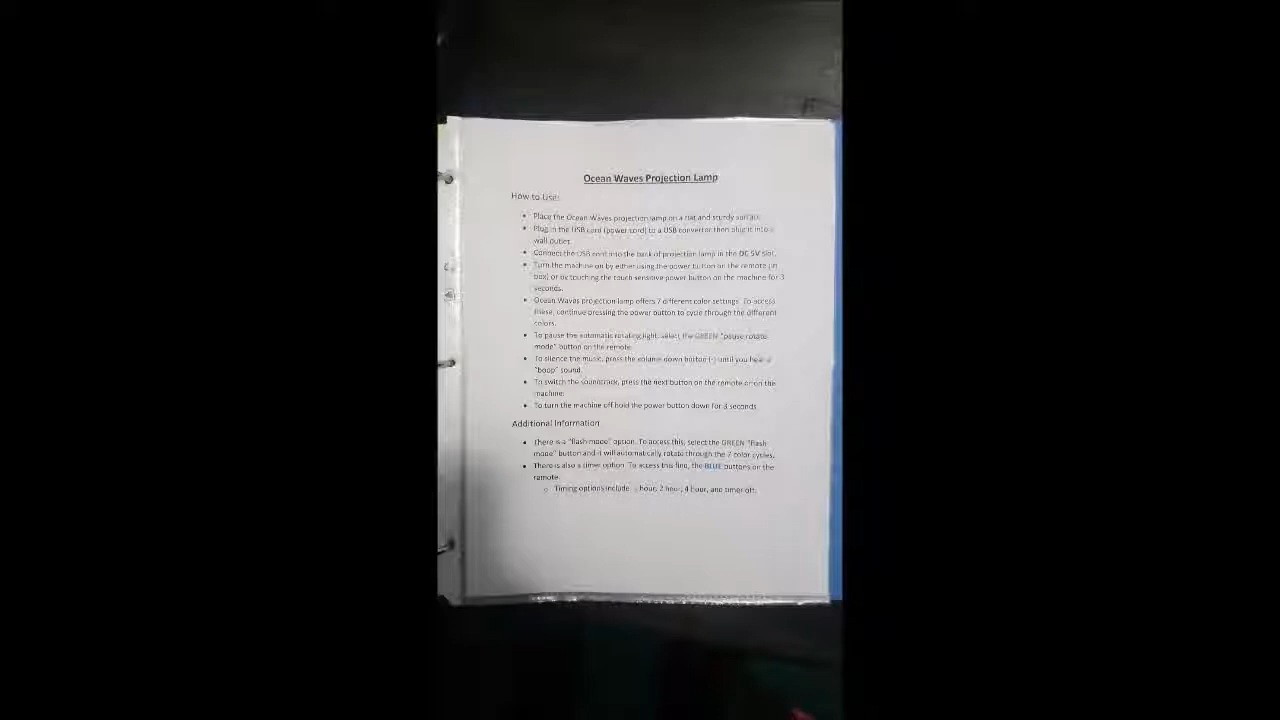 Ocean Waves Projection Lamp
How to Use:
• Place the Ocean Waves projection lamp on a flat and sturdy surface.
• Plug in the USB cord (power cord) to a USB converter then plug it into a
wall outlet.
• Connect the USB cord into the back of projection lamp in the DC 5V slot.
• Turn the machine on by either using the power button on the remote (in
box) or by touching the touch sensitive power button on the machine for 3
seconds.
• Ocean Waves projection lamp offers 7 different color settings. To access
these, continue pressing the power button to cycle through the different
colors.
• To pause the automatic rotating light, select the GREEN "pause rotate
mode" button on the remote.
• To silence the music, press the volume down button (-) until you hear a
"boop" sound.
• To switch the soundtrack, press the next button on the remote or on the
machine.
• To turn the machine off hold the power button down for 3 seconds
Additional Information
• There is a "flash mode" option. To access this, select the GREEN "flash
mode" button and it will automatically rotate through the 7 color cycles.
• There is also a timer option. To access this find, the BLUE buttons on the
remote.
o Timing options include hour, 2 hour, 4 hour, and timer off.